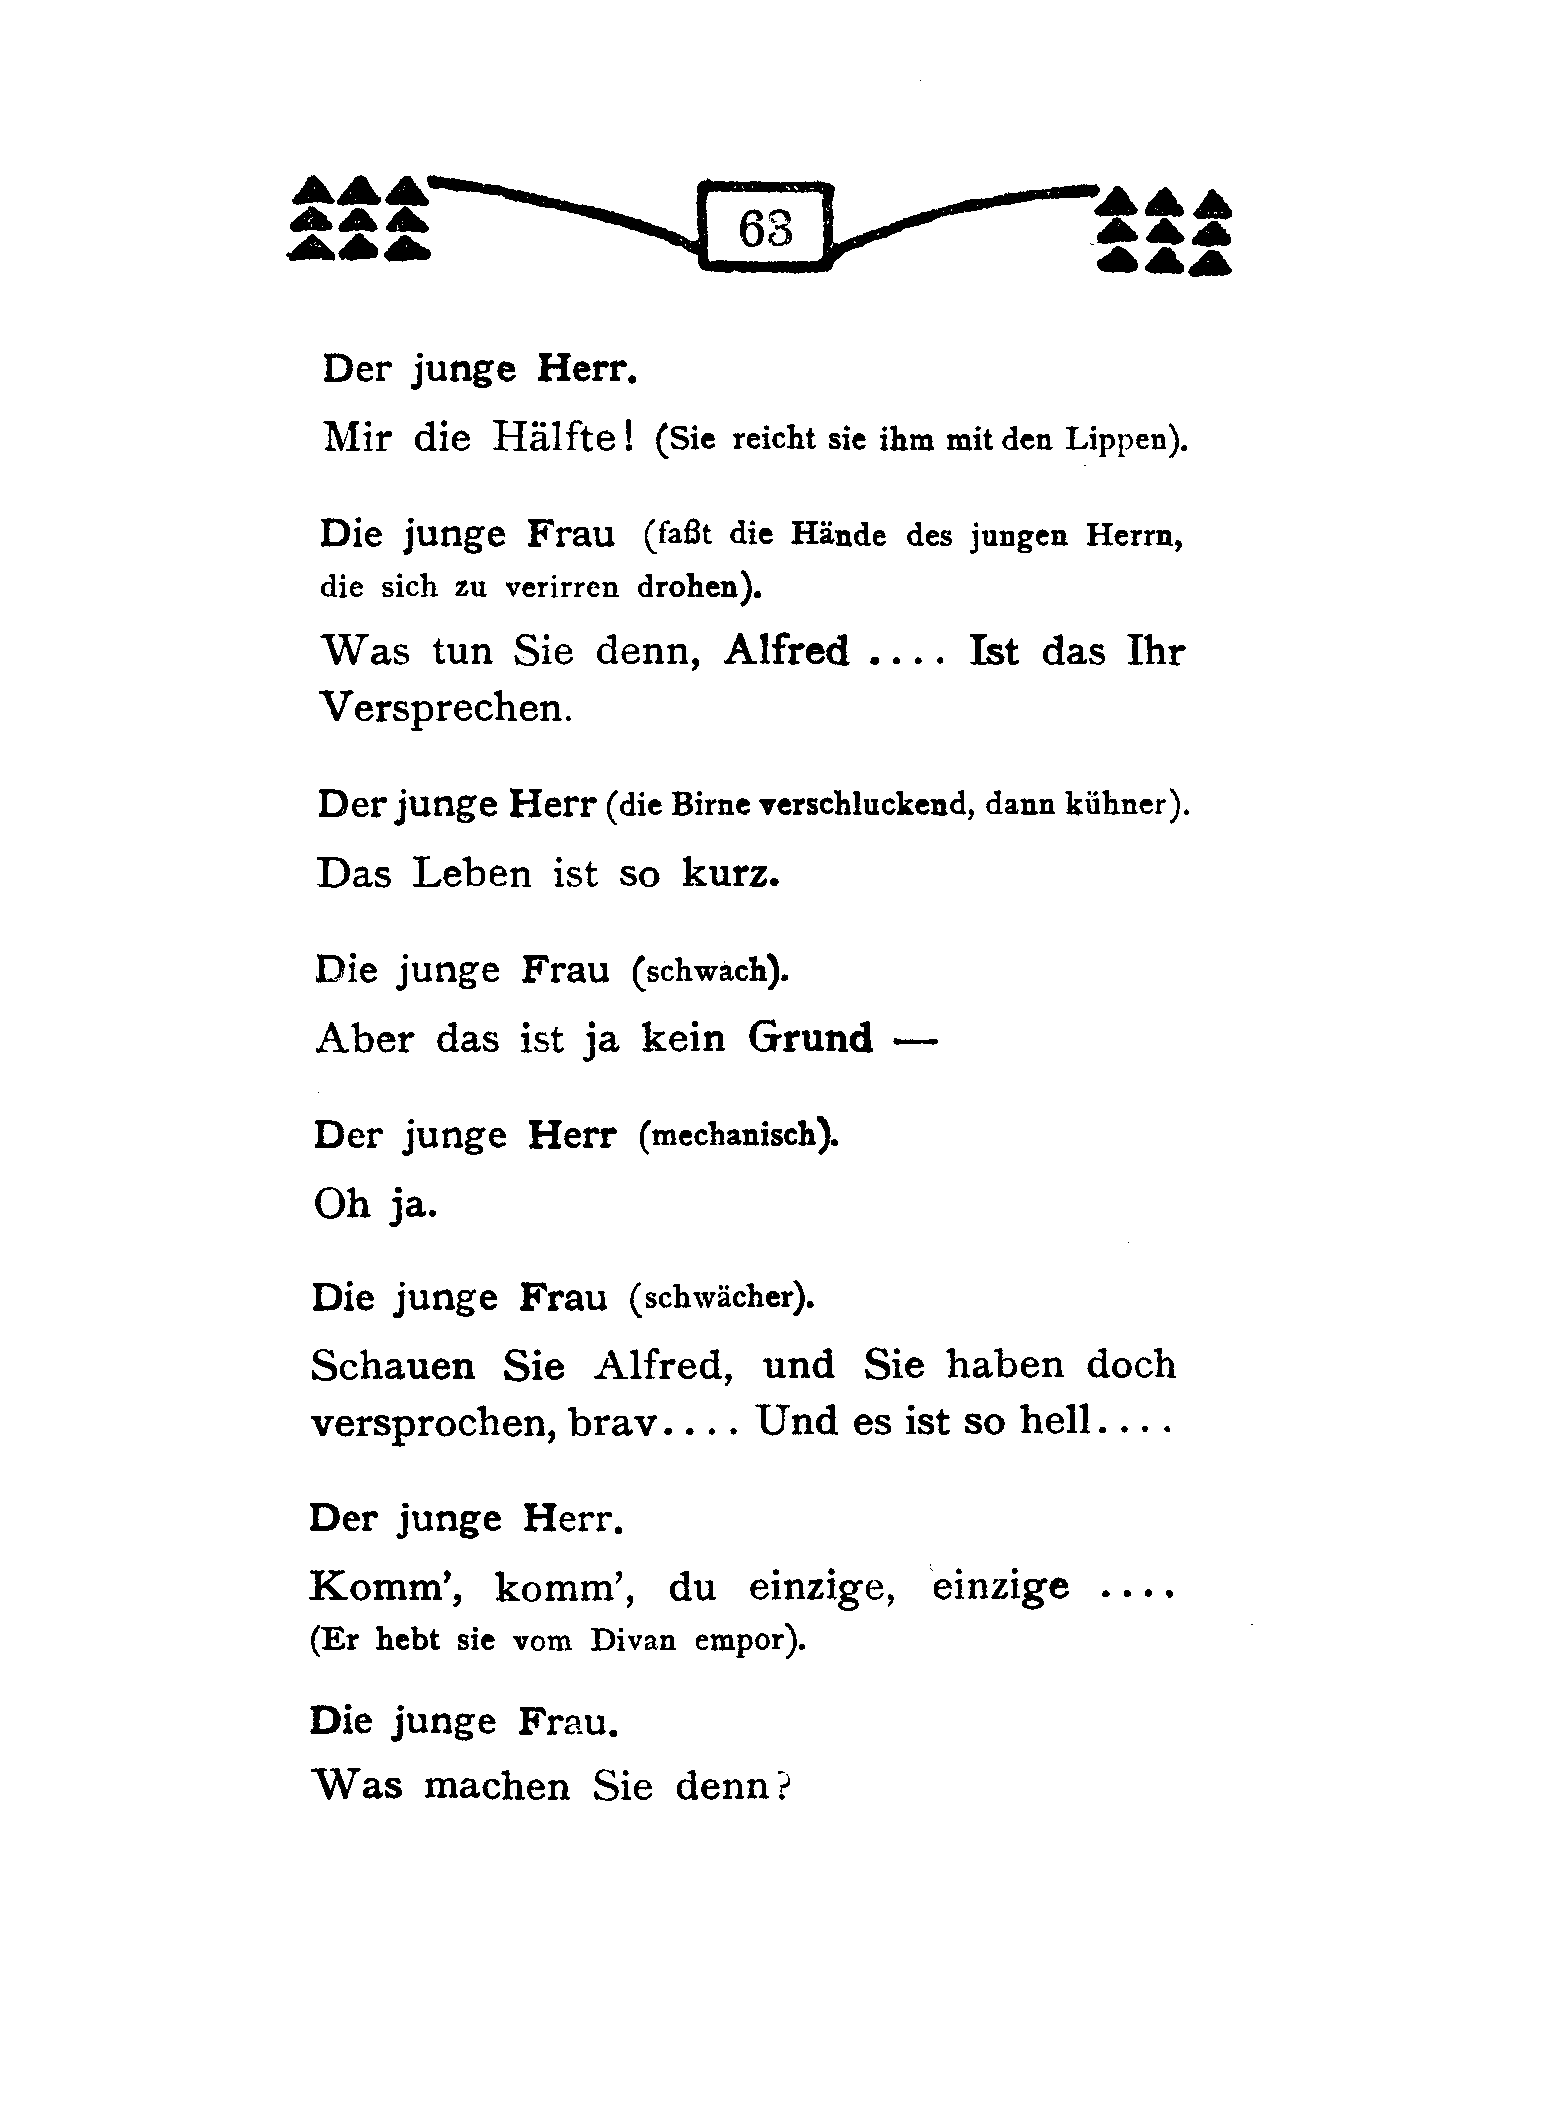 63
Der junge Herr.
Mir die Hälfte! (Sie reicht sie ihm mit den Lippen).
Die junge Frau (faßt die Hände des jungen Herrn,
die sich zu verirren drohen).
Was tun Sie denn, Alfred .... Ist das Ihr
Versprechen.
Der junge Herr (die Birne verschluckend, dann kühner).
Das Leben ist so kurz.
Die junge Frau (schwach).
Aber das ist ja kein Grund —
Der junge Herr (mechanisch).
Oh ja.
Die junge Frau (schwächer).
Schauen Sie Alfred, und Sie haben doch
versprochen, brav.... Und es ist so hell....
Der junge Herr.
Komm’, komm’, du einzige, einzige ....
(Er hebt sie vom Divan empor).
Die junge Frau.
Was machen Sie denn?